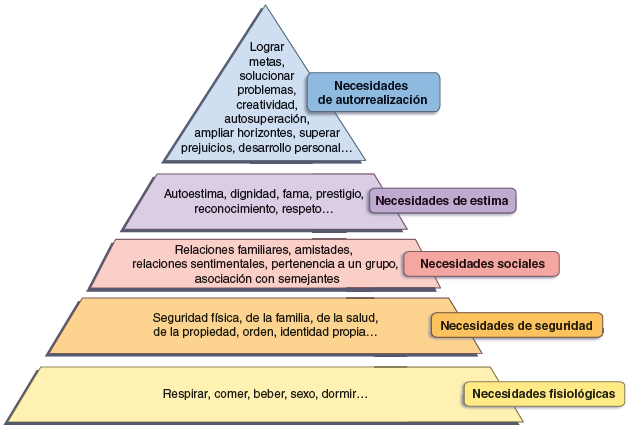 Lograr
metas,
solucionar
problemas,
creatividad,
autosuperación,
ampliar horizontes, superar
prejuicios, desarrollo personal…
Necesidades
de autorrealización
Autoestima, dignidad, fama, prestigio,
reconocimiento, respeto…
Necesidades de estima
Relaciones familiares, amistades,
relaciones sentimentales, pertenencia a un grupo,
asociación con semejantes
Necesidades sociales
Seguridad física, de la familia, de la salud,
de la propiedad, orden, identidad propia…
Necesidades de seguridad
Respirar, comer, beber, sexo, dormir…
Necesidades fisiológicas